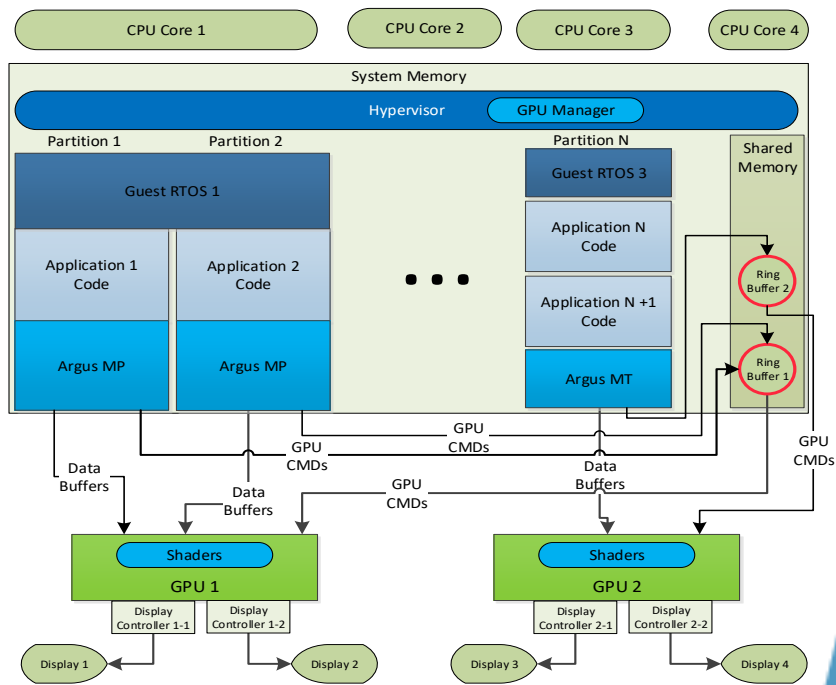 CPU Core 1
CPU Core 2
CPU Core 3
CPU Core 4
System Memory
Hypervisor
GPU Manager
Partition 1
Partition 2
Partition N
Shared
Memory
Guest RTOS 1
Guest RTOS 3
Application 1
Code
Application 2
Code
Application N
Code
Application N +1
Code
Argus MP
Argus MP
Argus MT
Ring
Buffer 2
Ring
Buffer 1
GPU
CMDs
GPU
CMDs
GPU
CMDs
GPU
CMDs
Data
Buffers
Data
Buffers
Data
Buffers
Shaders
GPU 1
Shaders
GPU 2
Display
Controller 1-1
Display
Controller 1-2
Display
Controller 2-1
Display
Controller 2-2
Display 1
Display 2
Display 3
Display 4